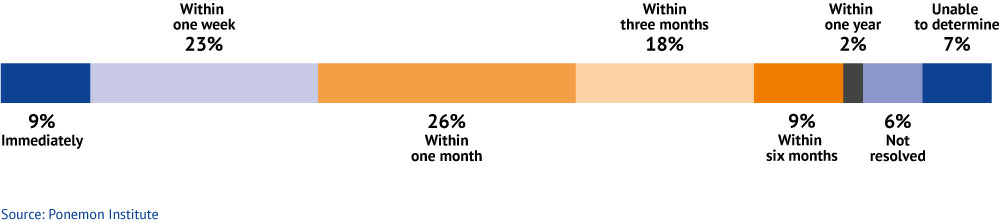 Within
one week
23%
Within
three months
18%
Within
one year
2%
Unable
to determine
7%
9%
Immediately
26%
Within
one month
9%
Within
six months
6%
Not
resolved
Source: Ponemon Institute